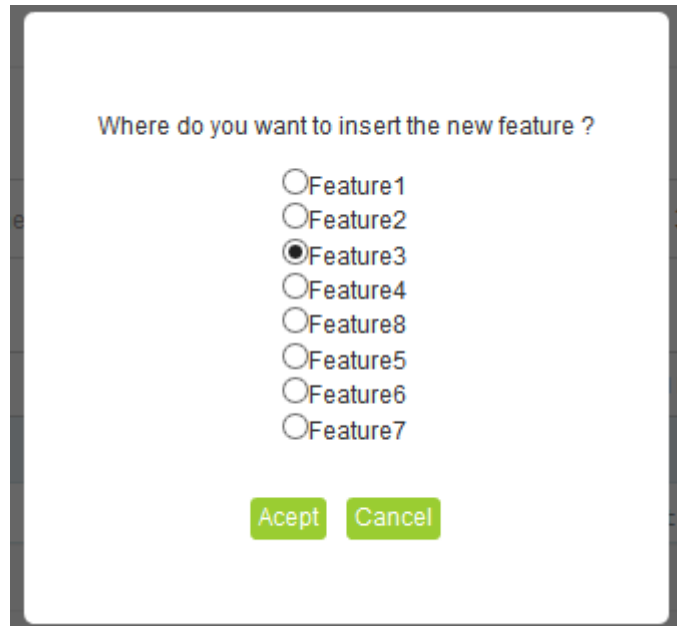 Where do you want to insert the new feature ?
Feature1
Feature2
Feature3
Feature4
Feature8
Feature5
Feature6
Feature7
Acept Cancel